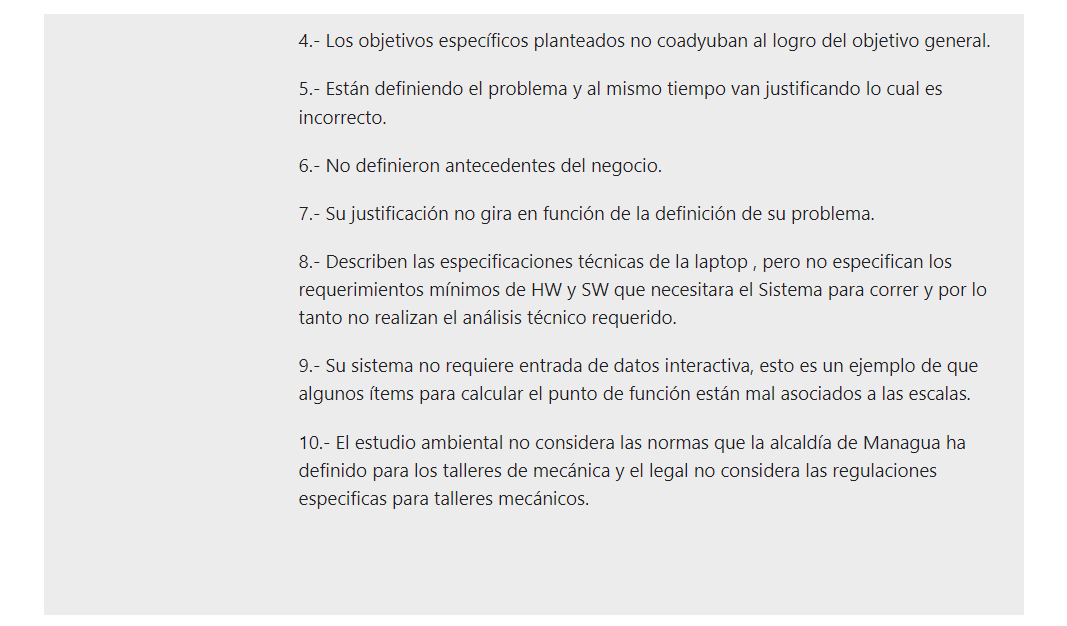 4.- Los objetivos específicos planteados no coadyuban al logro del objetivo general.
5.- Están definiendo el problema y al mismo tiempo van justificando lo cual es
incorrecto.
6.- No definieron antecedentes del negocio.
7.- Su justificación no gira en función de la definición de su problema.
8.- Describen las especificaciones técnicas de la laptop , pero no especifican los
requerimientos mínimos de HW y SW que necesitara el Sistema para correr y por lo
tanto no realizan el análisis técnico requerido.
9.- Su sistema no requiere entrada de datos interactiva, esto es un ejemplo de que
algunos ítems para calcular el punto de función están mal asociados a las escalas.
10.- El estudio ambiental no considera las normas que la alcaldía de Managua ha
definido para los talleres de mecánica y el legal no considera las regulaciones
especificas para talleres mecánicos.